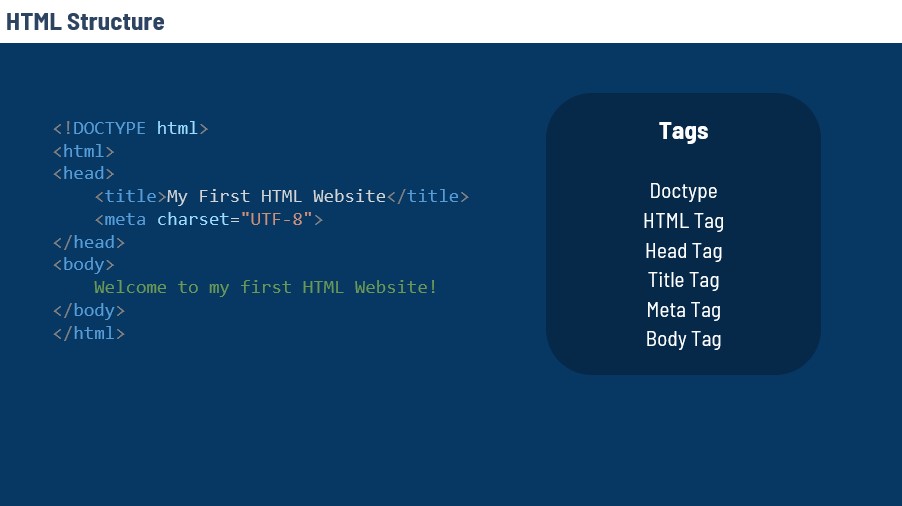 HTML Structure
<!DOCTYPE html>
<html>
<head>
    <title>My First HTML Website</title>
    <meta charset="UTF-8">
</head>
<body>
    Welcome to my first HTML Website!
</body>
</html>
Tags
Doctype
HTML Tag
Head Tag
Title Tag
Meta Tag
Body Tag